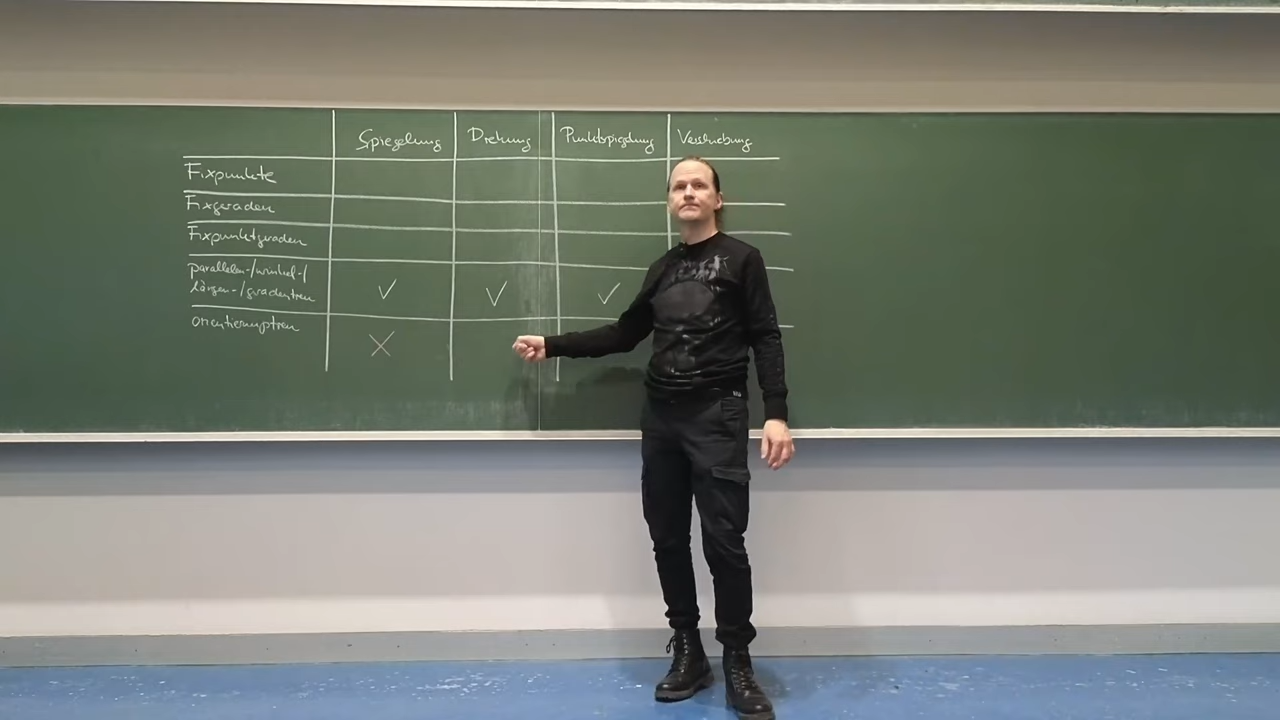 Spiegelung Drehung Punktspiegelung Verschiebung
Fixpunkte
Fixgeraden
Fixpunktgeraden
parallelen-/winkel-/
längen-/geradentreu ✓ ✓ ✓
orientierungstreu
✗